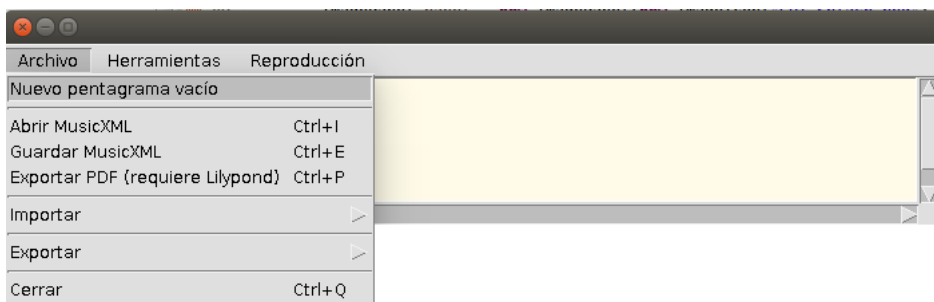 Archivo Herramientas Reproducción
Nuevo pentagrama vacío
Abrir MusicXML Ctrl+I
Guardar MusicXML Ctrl+E
Exportar PDF (requiere Lilypond) Ctrl+P
Importar
Exportar
Cerrar Ctrl+Q